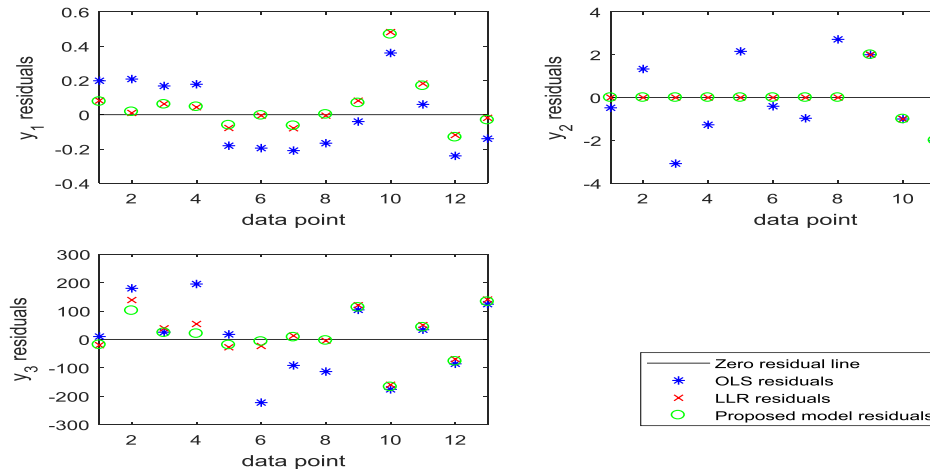 0.6
0.4
0.2
0
-0.2
-0.4
y1 residuals
2 4 6 8 10 12
data point
4
2
0
-2
-4
y2 residuals
2 4 6 8 10
data point
300
200
100
0
-100
-200
-300
y3 residuals
2 4 6 8 10 12
data point
Zero residual line
OLS residuals
LLR residuals
Proposed model residuals